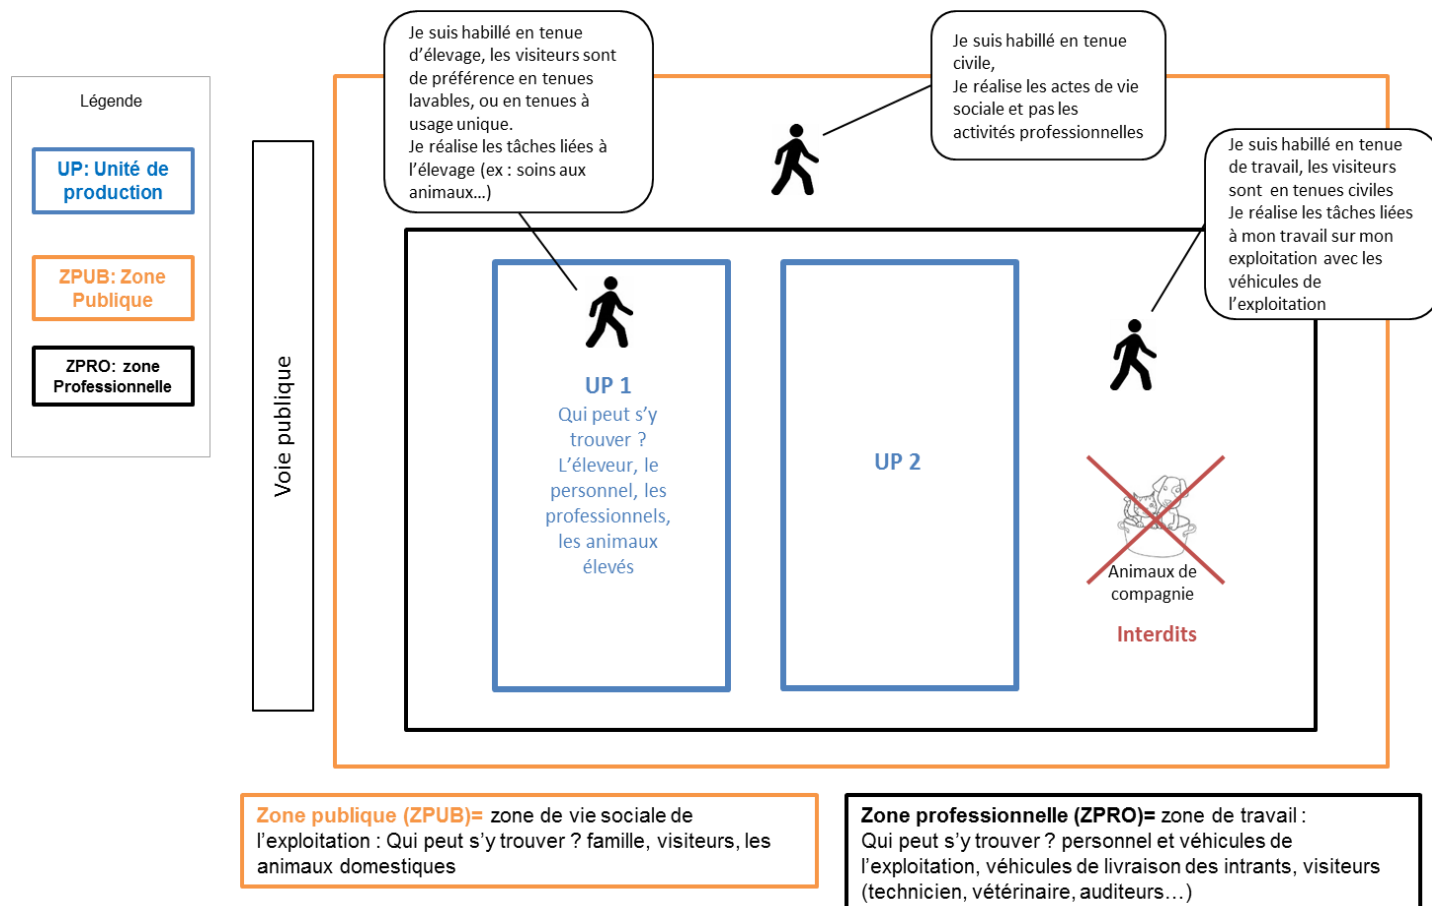 Légende
UP: Unité de
production
ZPUB: Zone
Publique
ZPRO: zone
Professionnelle
Voie publique
Je suis habillé en tenue
d’élevage, les visiteurs sont
de préférence en tenues
lavables, ou en tenues à
usage unique.
Je réalise les tâches liées à
l’élevage (ex : soins aux
animaux…)
Je suis habillé en tenue
civile,
Je réalise les actes de vie
sociale et pas les
activités professionnelles
Je suis habillé en tenue
de travail, les visiteurs
sont en tenues civiles
Je réalise les tâches liées
à mon travail sur mon
exploitation avec les
véhicules de
l’exploitation
UP 1
Qui peut s’y
trouver ?
L’éleveur, le
personnel, les
professionnels,
les animaux
élevés
UP 2
Animaux de
compagnie
Interdits
Zone publique (ZPUB)= zone de vie sociale de
l’exploitation : Qui peut s’y trouver ? famille, visiteurs, les
animaux domestiques
Zone professionnelle (ZPRO)= zone de travail :
Qui peut s’y trouver ? personnel et véhicules de
l’exploitation, véhicules de livraison des intrants, visiteurs
(technicien, vétérinaire, auditeurs…)